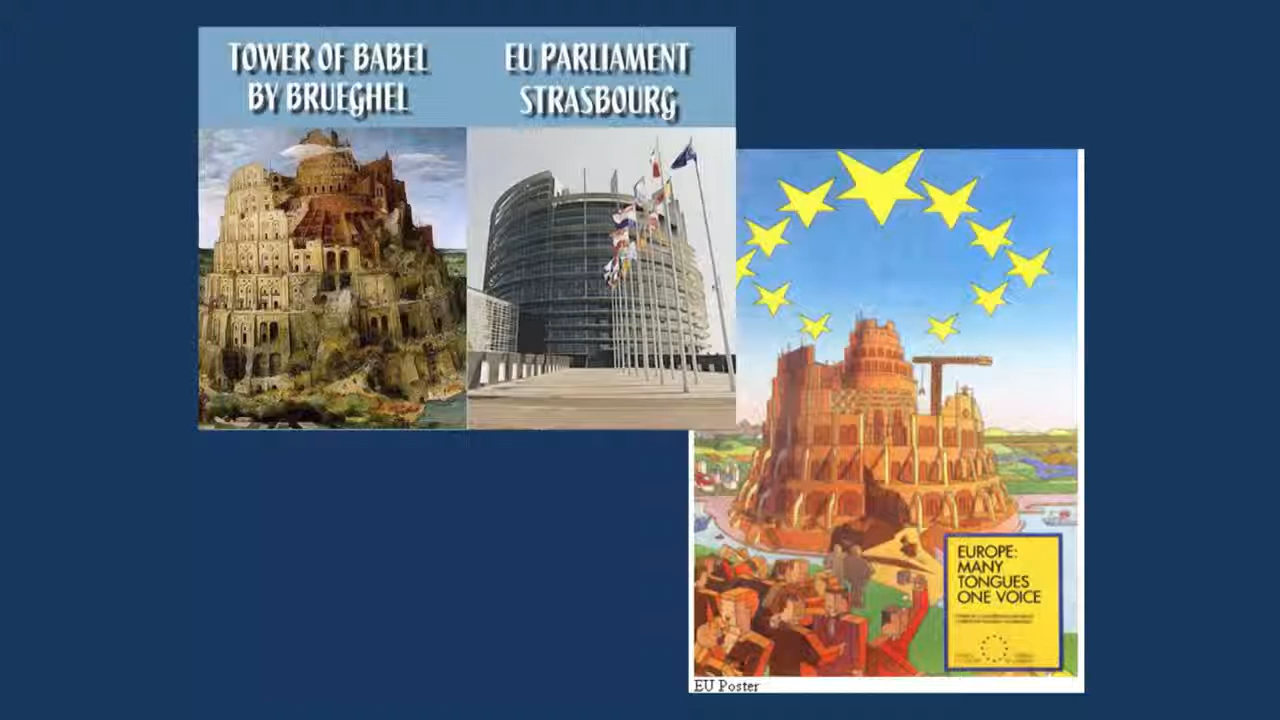 TOWER OF BABEL
BY BRUEGHEL
EU PARLIAMENT
STRASBOURG
EUROPE:
MANY
TONGUES
ONE VOICE
EU Poster